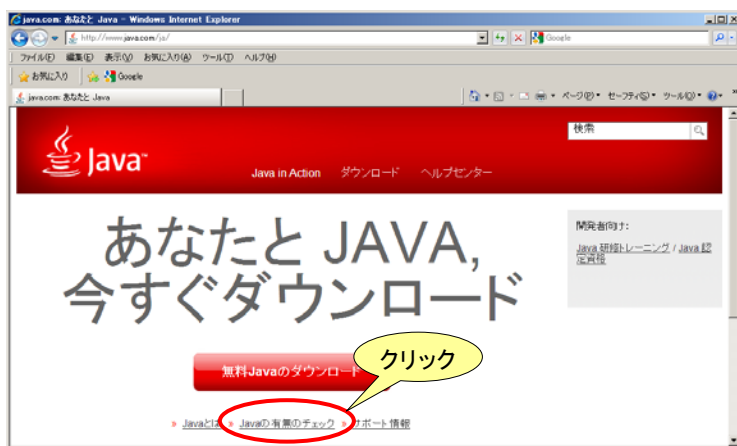 java.com: あなたと Java - Windows Internet Explorer
http://www.java.com/ja/
Google
ファイル(F) 編集(E) 表示(V) お気に入り(A) ツール(T) ヘルプ(H)
お気に入り Google
java.com: あなたと Java
ページ(P) セーフティ(S) ツール(O)
検索
Java™
Java in Action ダウンロード ヘルプセンター
あなたと JAVA,
今すぐダウンロード
開発者向け:
Java 研修トレーニング / Java 認
定資格
無料Javaのダウンロード
クリック
» Javaとは » Javaの有無のチェック » サポート情報